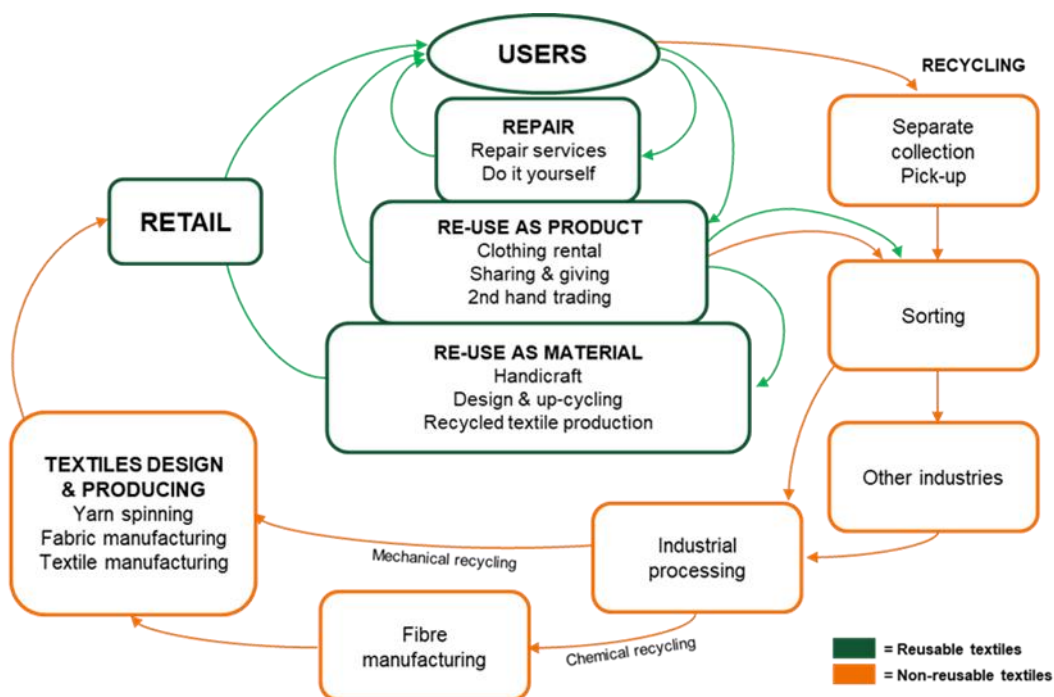 USERS
RECYCLING
REPAIR
Repair services
Do it yourself
Separate
collection
Pick-up
RETAIL
RE-USE AS PRODUCT
Clothing rental
Sharing & giving
2nd hand trading
Sorting
RE-USE AS MATERIAL
Handicraft
Design & up-cycling
Recycled textile production
TEXTILES DESIGN
& PRODUCING
Yarn spinning
Fabric manufacturing
Textile manufacturing
Other industries
Mechanical recycling
Industrial
processing
Fibre
manufacturing
Chemical recycling
= Reusable textiles
= Non-reusable textiles